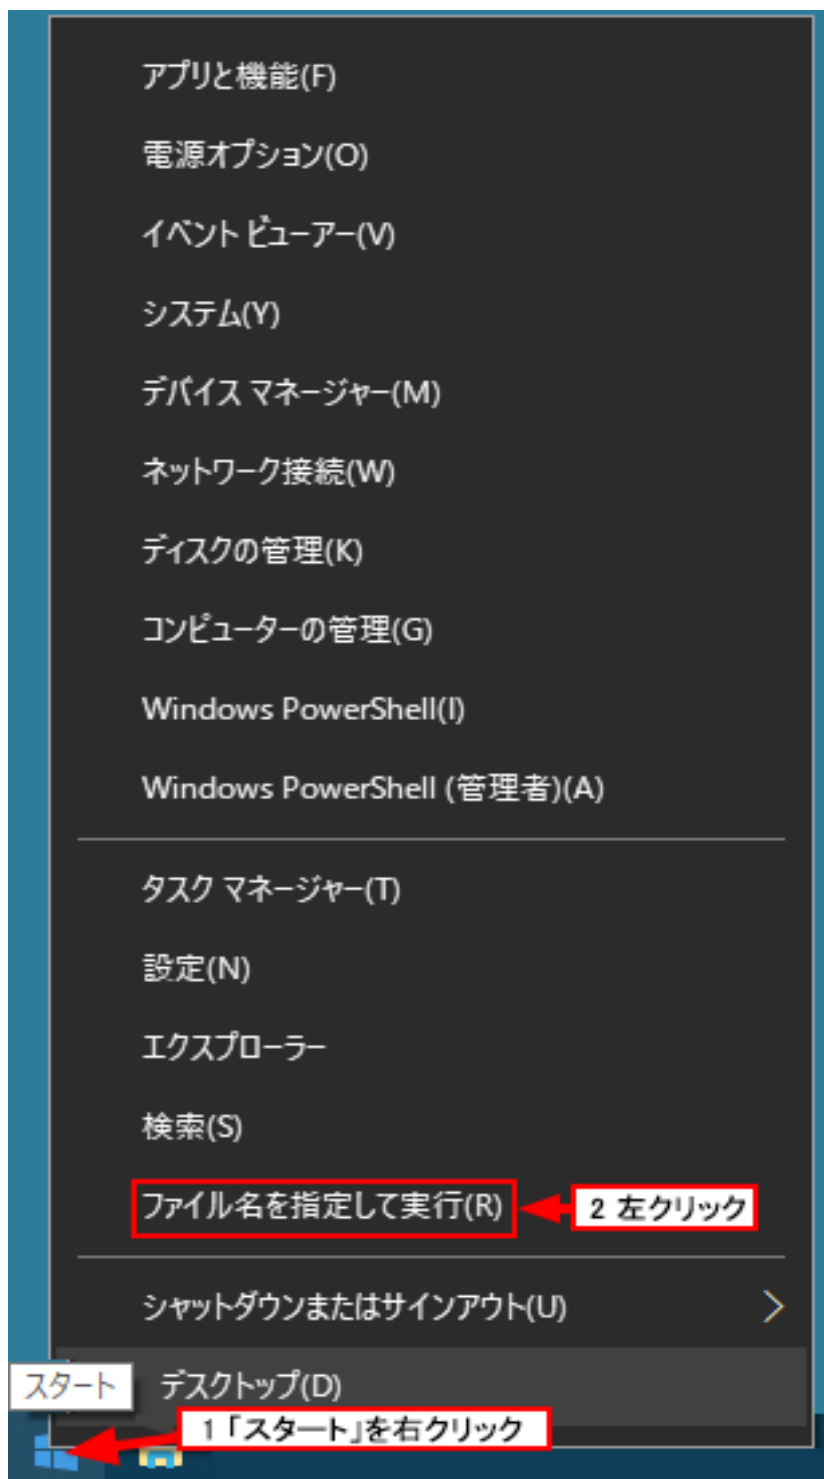 アプリと機能(F)
電源オプション(O)
イベント ビューアー(V)
システム(Y)
デバイス マネージャー(M)
ネットワーク接続(W)
ディスクの管理(K)
コンピューターの管理(G)
Windows PowerShell(I)
Windows PowerShell (管理者)(A)
タスク マネージャー(T)
設定(N)
エクスプローラー
検索(S)
ファイル名を指定して実行(R)
2 左クリック
シャットダウンまたはサインアウト(U)
スタート
デスクトップ(D)
1「スタート」を右クリック